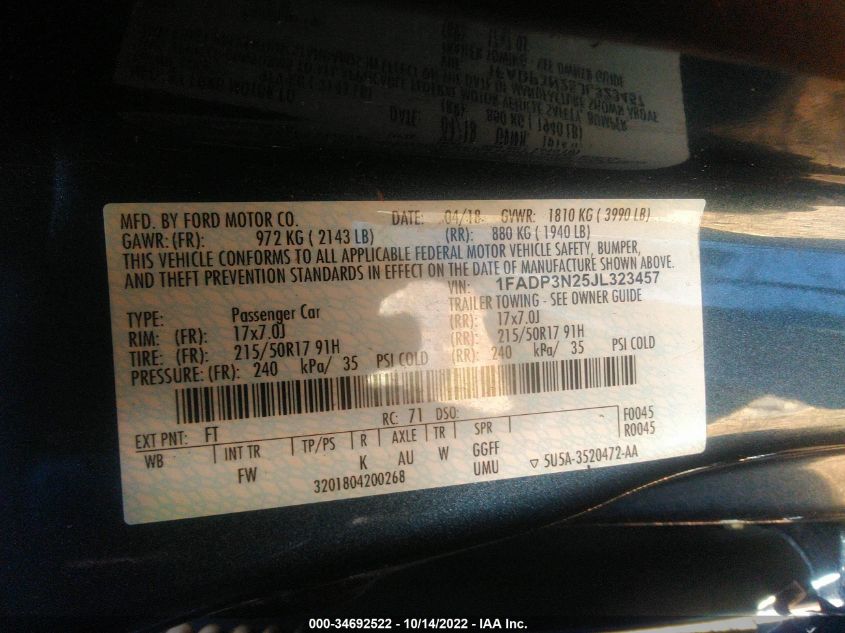 MFD. BY FORD MOTOR CO. DATE: 04/18 GVWR: 1810 KG ( 3990 LB)
GAWR: (FR): 972 KG ( 2143 LB) (RR): 880 KG ( 1940 LB)
THIS VEHICLE CONFORMS TO ALL APPLICABLE FEDERAL MOTOR VEHICLE SAFETY, BUMPER,
AND THEFT PREVENTION STANDARDS IN EFFECT ON THE DATE OF MANUFACTURE SHOWN ABOVE.
VIN: 1FADP3N25JL323457
TYPE: Passenger Car TRAILER TOWING - SEE OWNER GUIDE
RIM: (FR): 17x7.0J (RR): 17x7.0J
TIRE: (FR): 215/50R17 91H (RR): 215/50R17 91H
PRESSURE: (FR): 240 kPa/ 35 PSI COLD (RR): 240 kPa/ 35 PSI COLD
EXT PNT: FT RC: 71 DSO: F0045
WB INT TR TP/PS R AXLE TR SPR R0045
FW K AU W GGFF
3201804200268 UMU ▽ 5U5A-3520472-AA
000-34692522 - 10/14/2022 - IAA Inc.